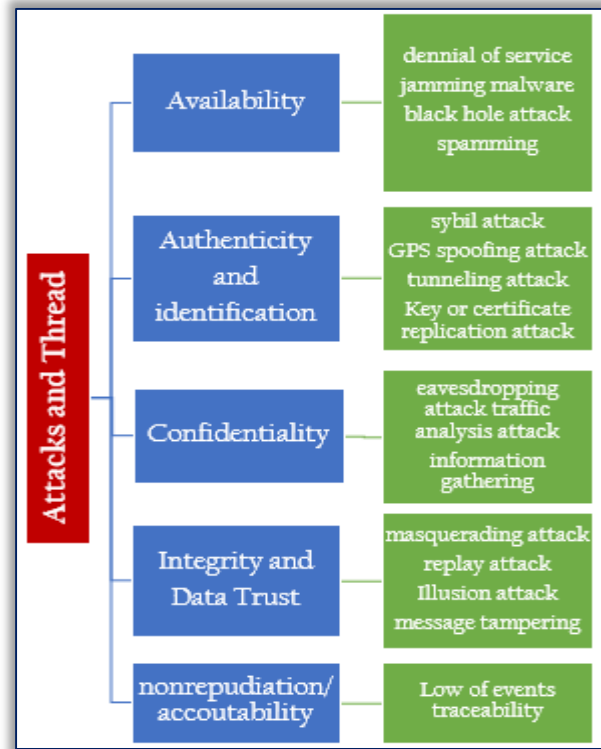 Attacks and Thread
Availability
dennial of service
jamming malware
black hole attack
spamming
Authenticity
and
identification
sybil attack
GPS spoofing attack
tunneling attack
Key or certificate
replication attack
Confidentiality
eavesdropping
attack traffic
analysis attack
information
gathering
Integrity and
Data Trust
masquerading attack
replay attack
Illusion attack
message tampering
nonrepudiation/
accoutability
Low of events
traceability